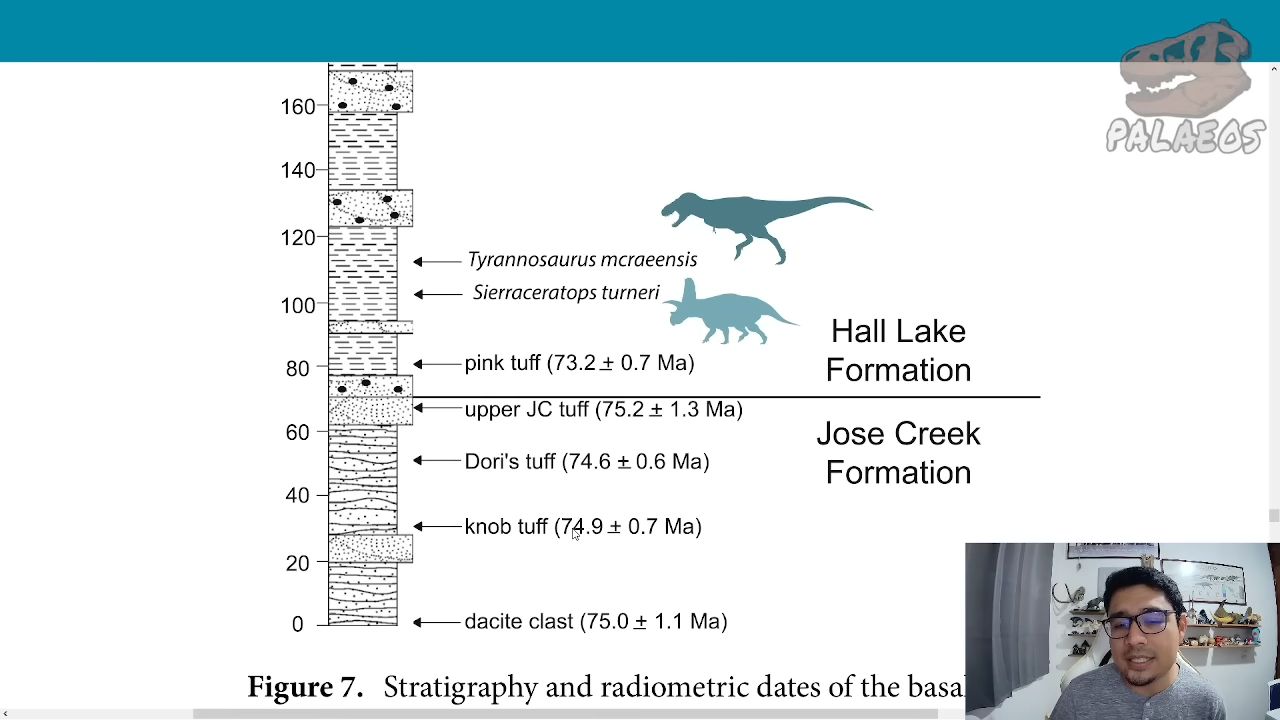 PALAEOS
160
140
120
Tyrannosaurus mcraeensis
Sierraceratops turneri
100
Hall Lake
Formation
80
pink tuff (73.2 ± 0.7 Ma)
upper JC tuff (75.2 ± 1.3 Ma)
60
Jose Creek
Formation
Dori's tuff (74.6 ± 0.6 Ma)
40
knob tuff (74.9 ± 0.7 Ma)
20
0
dacite clast (75.0 ± 1.1 Ma)
Figure 7. Stratigraphy and radiometric dates of the basal